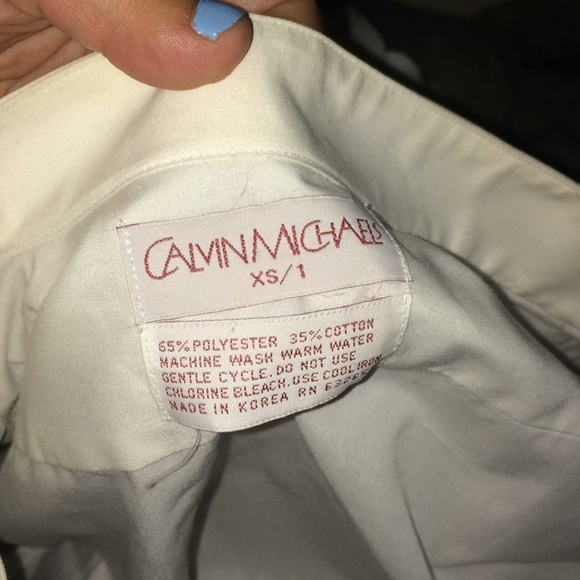 CALVIN MICHAELS
XS/1
65% POLYESTER 35% COTTON
MACHINE WASH WARM WATER
GENTLE CYCLE. DO NOT USE
CHLORINE BLEACH. USE COOL IRON
MADE IN KOREA RN